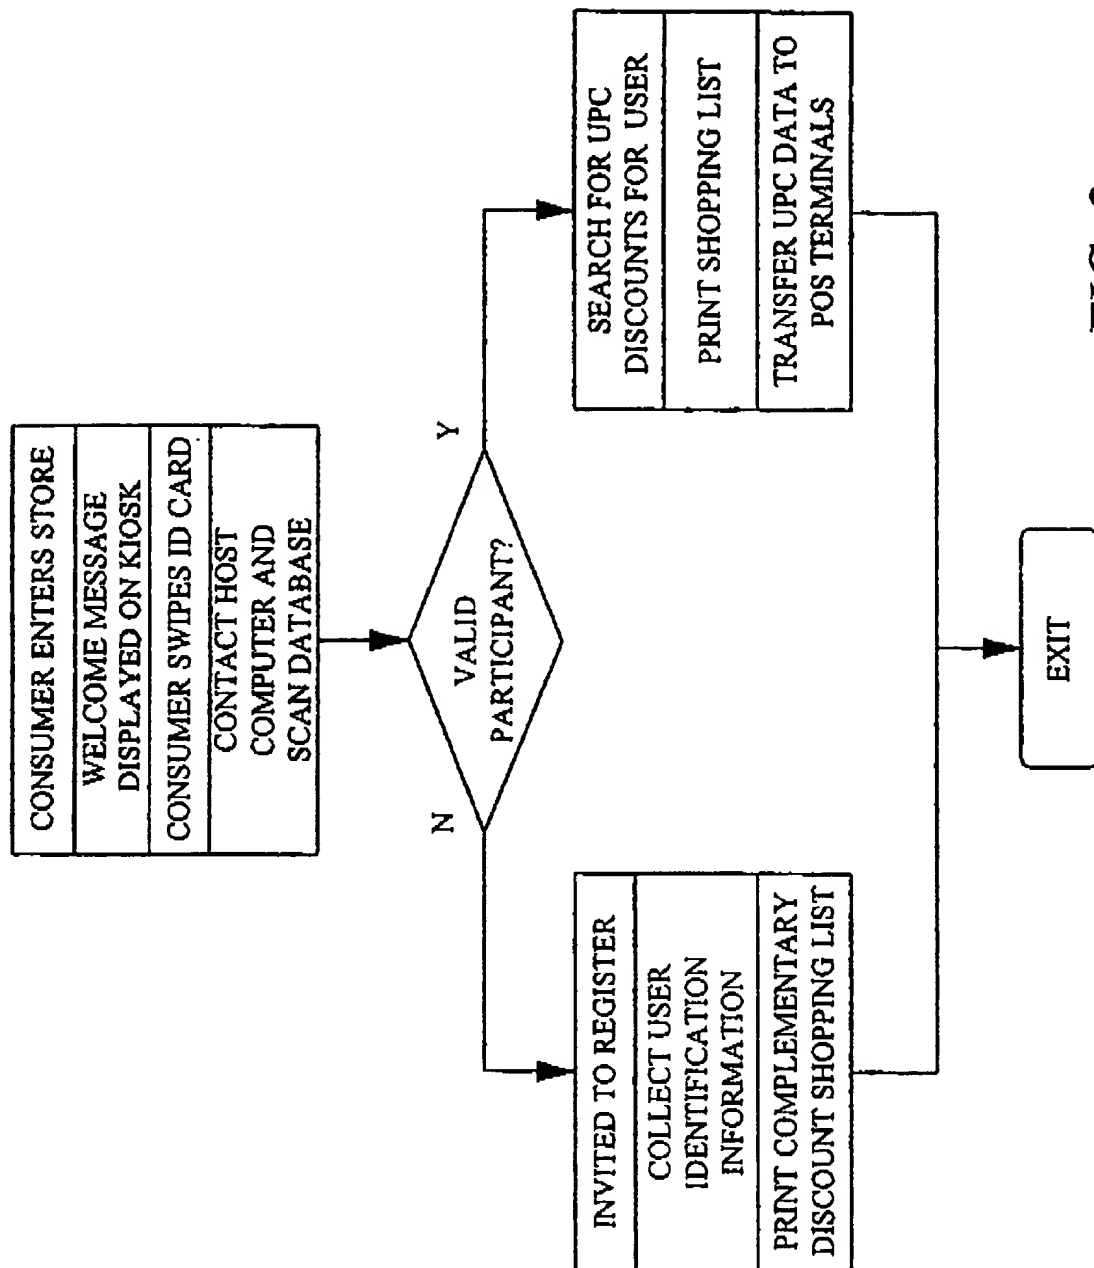 CONSUMER ENTERS STORE
WELCOME MESSAGE
DISPLAYED ON KIOSK
CONSUMER SWIPES ID CARD
CONTACT HOST
COMPUTER AND
SCAN DATABASE
VALID
PARTICIPANT?
N
Y
INVITED TO REGISTER
COLLECT USER
IDENTIFICATION
INFORMATION
PRINT COMPLEMENTARY
DISCOUNT SHOPPING LIST
SEARCH FOR UPC
DISCOUNTS FOR USER
PRINT SHOPPING LIST
TRANSFER UPC DATA TO
POS TERMINALS
EXIT